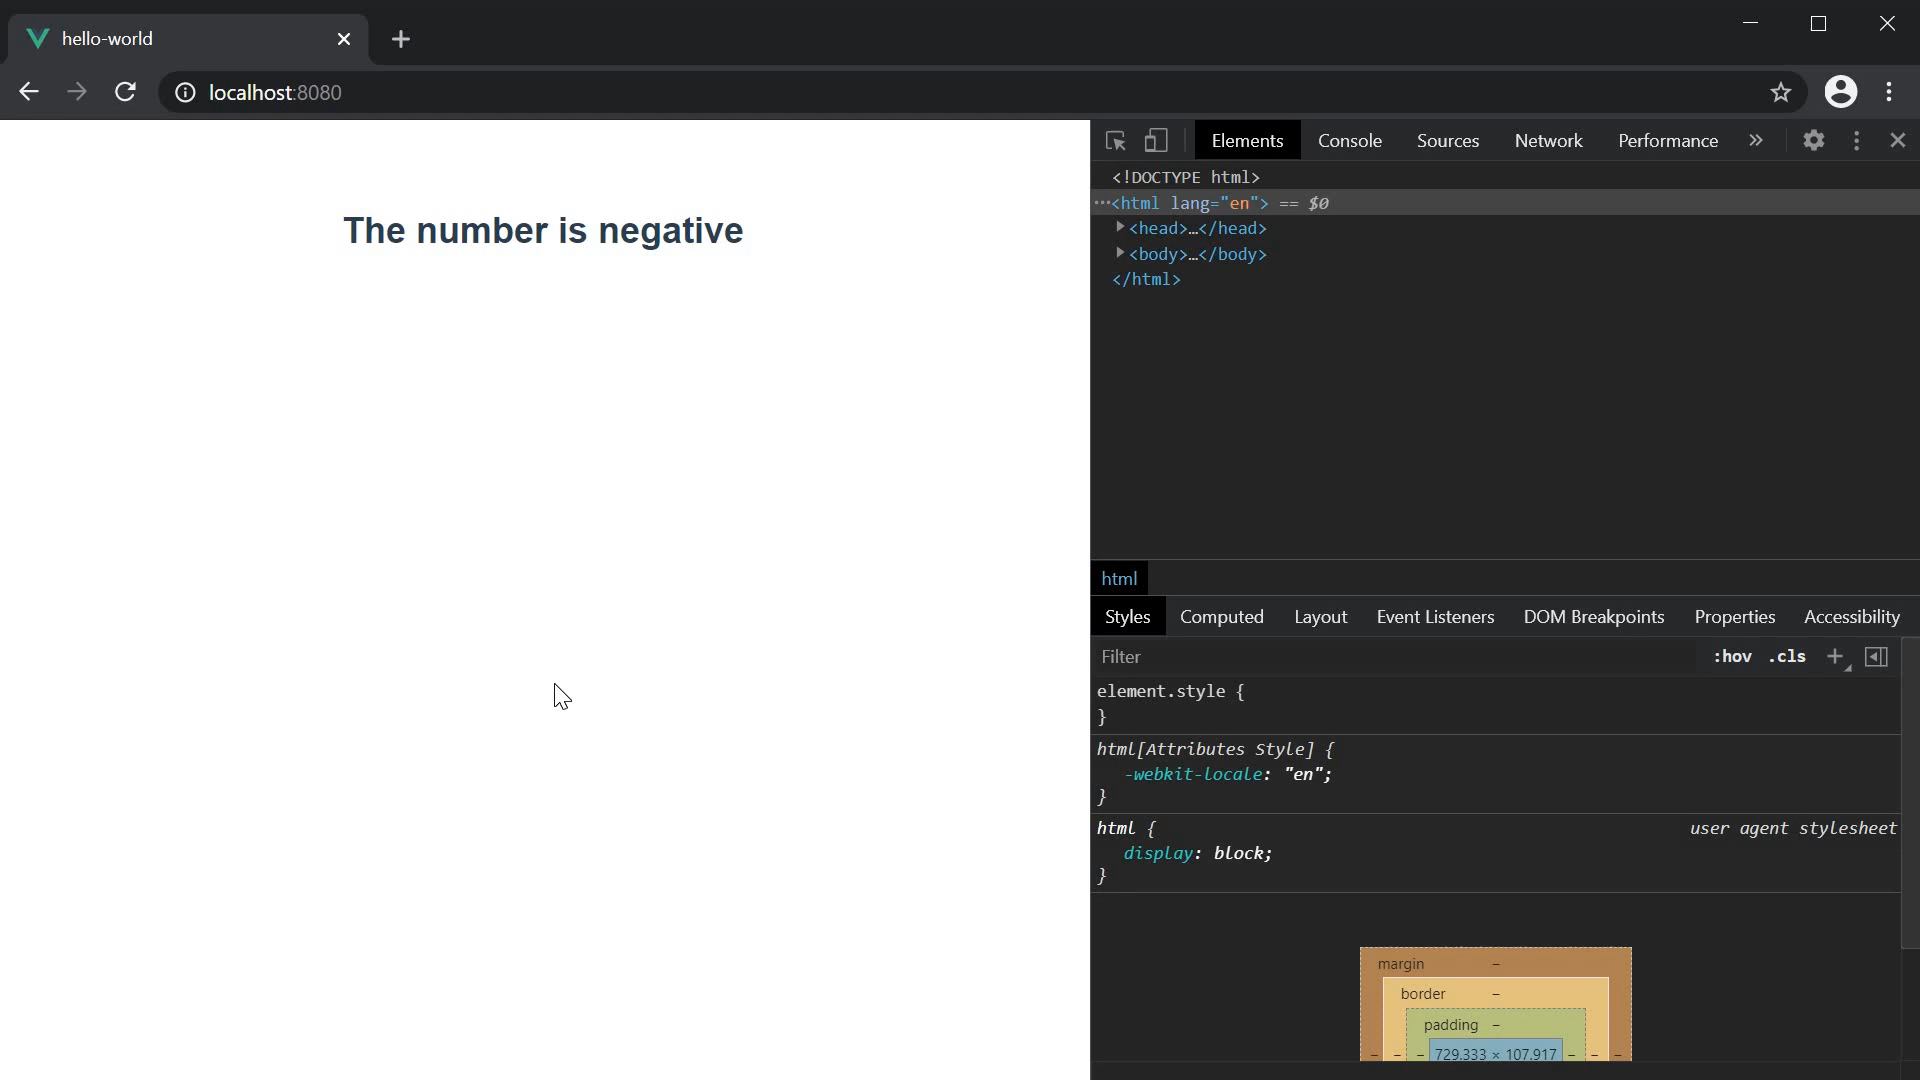 hello-world
localhost:8080
The number is negative
Elements Console Sources Network Performance »
<!DOCTYPE html>
…<html lang="en"> == $0
<head>…</head>
<body>…</body>
</html>
html
Styles Computed Layout Event Listeners DOM Breakpoints Properties Accessibility
Filter :hov .cls +
element.style {
}
html[Attributes Style] {
-webkit-locale: "en";
}
html { user agent stylesheet
display: block;
}
margin –
border –
padding –
– – – 729.333 × 107.917 – – –